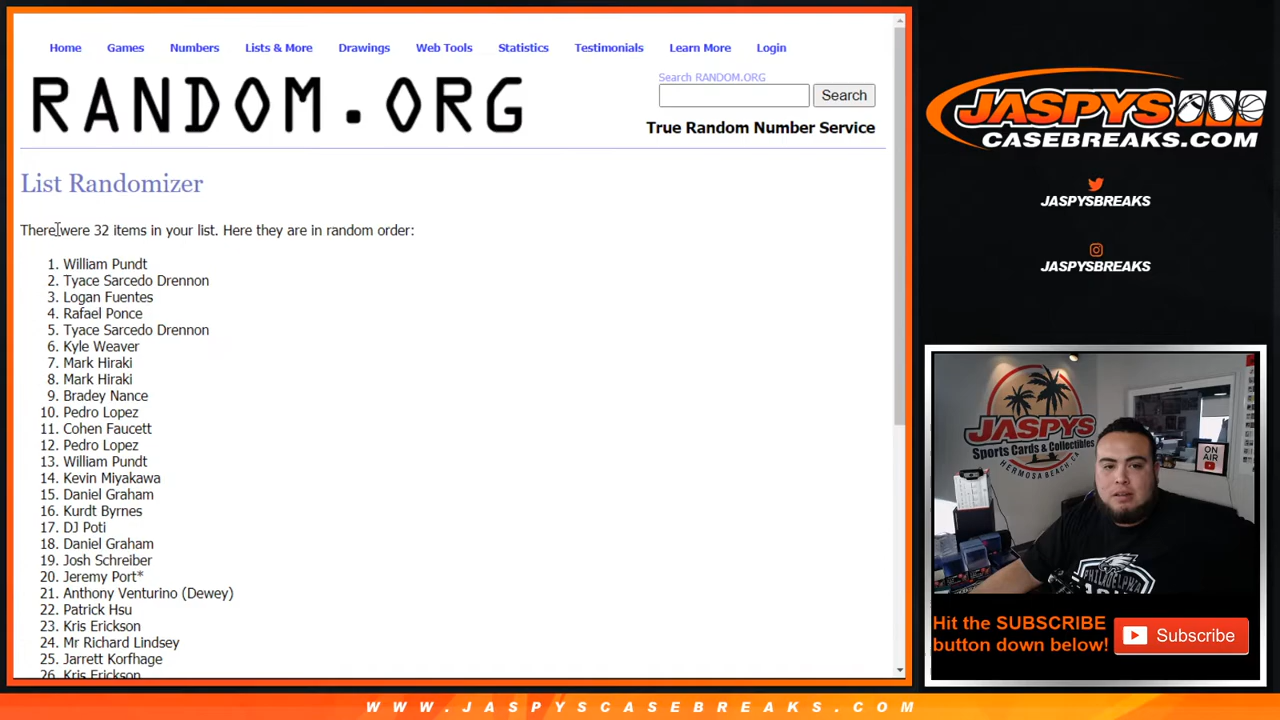 Home Games Numbers Lists & More Drawings Web Tools Statistics Testimonials Learn More Login
RANDOM.ORG
Search RANDOM.ORG
Search
True Random Number Service
List Randomizer
There were 32 items in your list. Here they are in random order:
1. William Pundt
2. Tyace Sarcedo Drennon
3. Logan Fuentes
4. Rafael Ponce
5. Tyace Sarcedo Drennon
6. Kyle Weaver
7. Mark Hiraki
8. Mark Hiraki
9. Bradey Nance
10. Pedro Lopez
11. Cohen Faucett
12. Pedro Lopez
13. William Pundt
14. Kevin Miyakawa
15. Daniel Graham
16. Kurdt Byrnes
17. DJ Poti
18. Daniel Graham
19. Josh Schreiber
20. Jeremy Port*
21. Anthony Venturino (Dewey)
22. Patrick Hsu
23. Kris Erickson
24. Mr Richard Lindsey
25. Jarrett Korfhage
26. Kris Erickson
JASPYS
CASEBREAKS.COM
JASPYSBREAKS
JASPYSBREAKS
JASPYS
Sports Cards & Collectibles
HERMOSA BEACH, CA
ON
AIR
PHILADELPHIA
Hit the SUBSCRIBE
button down below!
Subscribe
WWW.JASPYSCASEBREAKS.COM